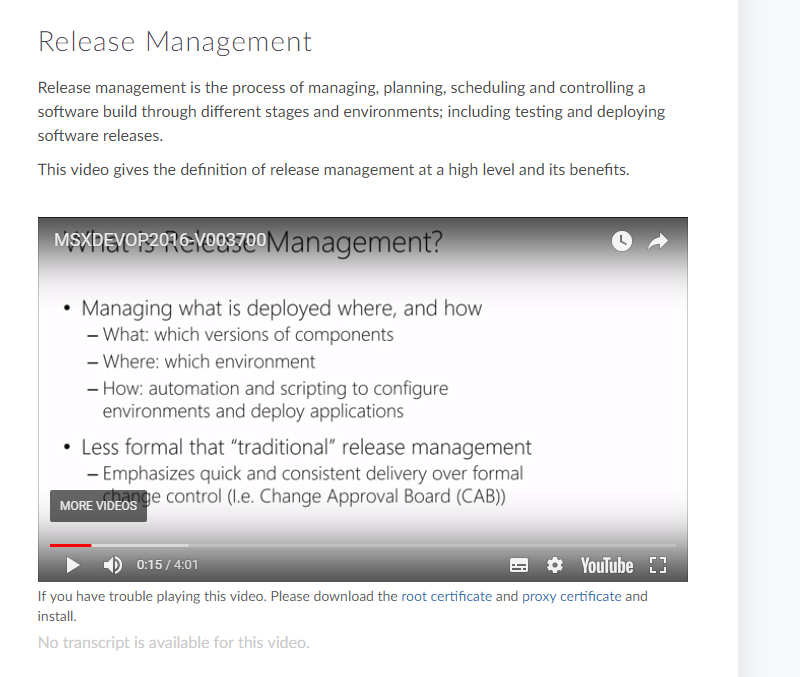 Release Management
Release management is the process of managing, planning, scheduling and controlling a
software build through different stages and environments; including testing and deploying
software releases.
This video gives the definition of release management at a high level and its benefits.
MSXDEVOP2016-V003700
What is Release Management?
• Managing what is deployed where, and how
– What: which versions of components
– Where: which environment
– How: automation and scripting to configure
environments and deploy applications
• Less formal that “traditional” release management
– Emphasizes quick and consistent delivery over formal
change control (I.e. Change Approval Board (CAB))
MORE VIDEOS
0:15 / 4:01
YouTube
If you have trouble playing this video. Please download the root certificate and proxy certificate and
install.
No transcript is available for this video.